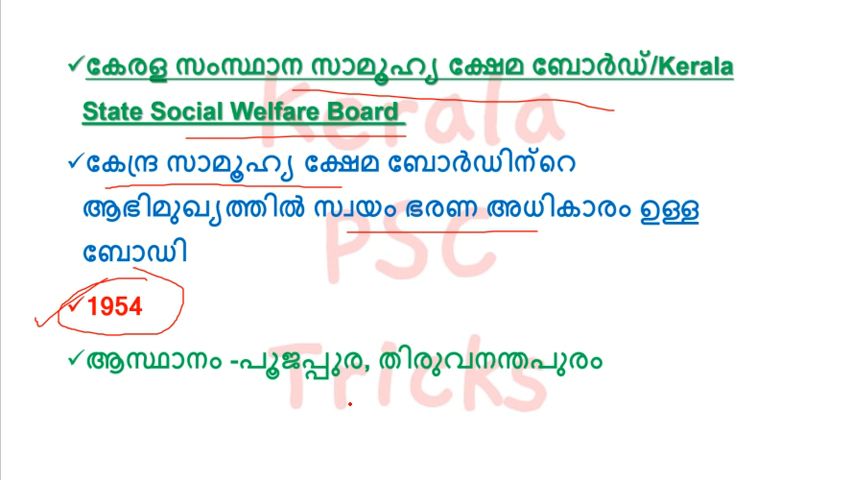 ✓കേരള സംസ്ഥാന സാമൂഹ്യ ക്ഷേമ ബോർഡ്/Kerala
State Social Welfare Board
✓കേന്ദ്ര സാമൂഹ്യ ക്ഷേമ ബോർഡിന്റെ
ആഭിമുഖ്യത്തിൽ സ്വയം ഭരണ അധികാരം ഉള്ള
ബോഡി
✓1954
✓ആസ്ഥാനം -പൂജപ്പുര, തിരുവനന്തപുരം
Kerala
PSC
Tricks